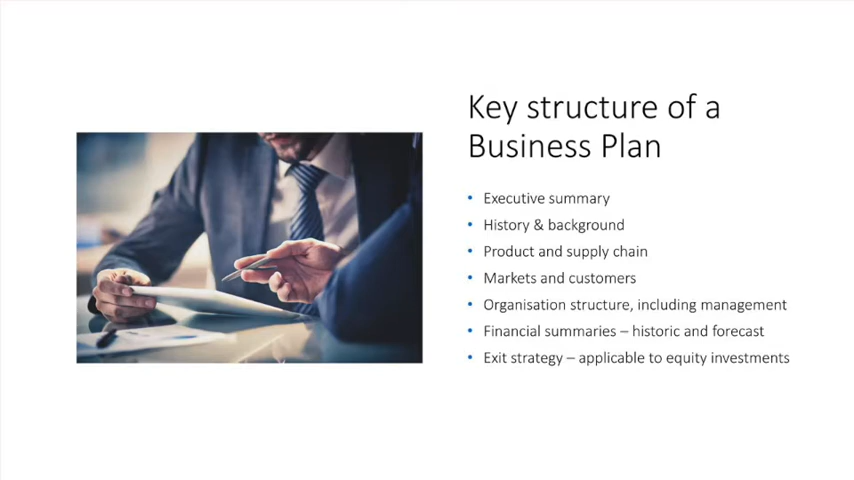 Key structure of a
Business Plan
• Executive summary
• History & background
• Product and supply chain
• Markets and customers
• Organisation structure, including management
• Financial summaries – historic and forecast
• Exit strategy – applicable to equity investments